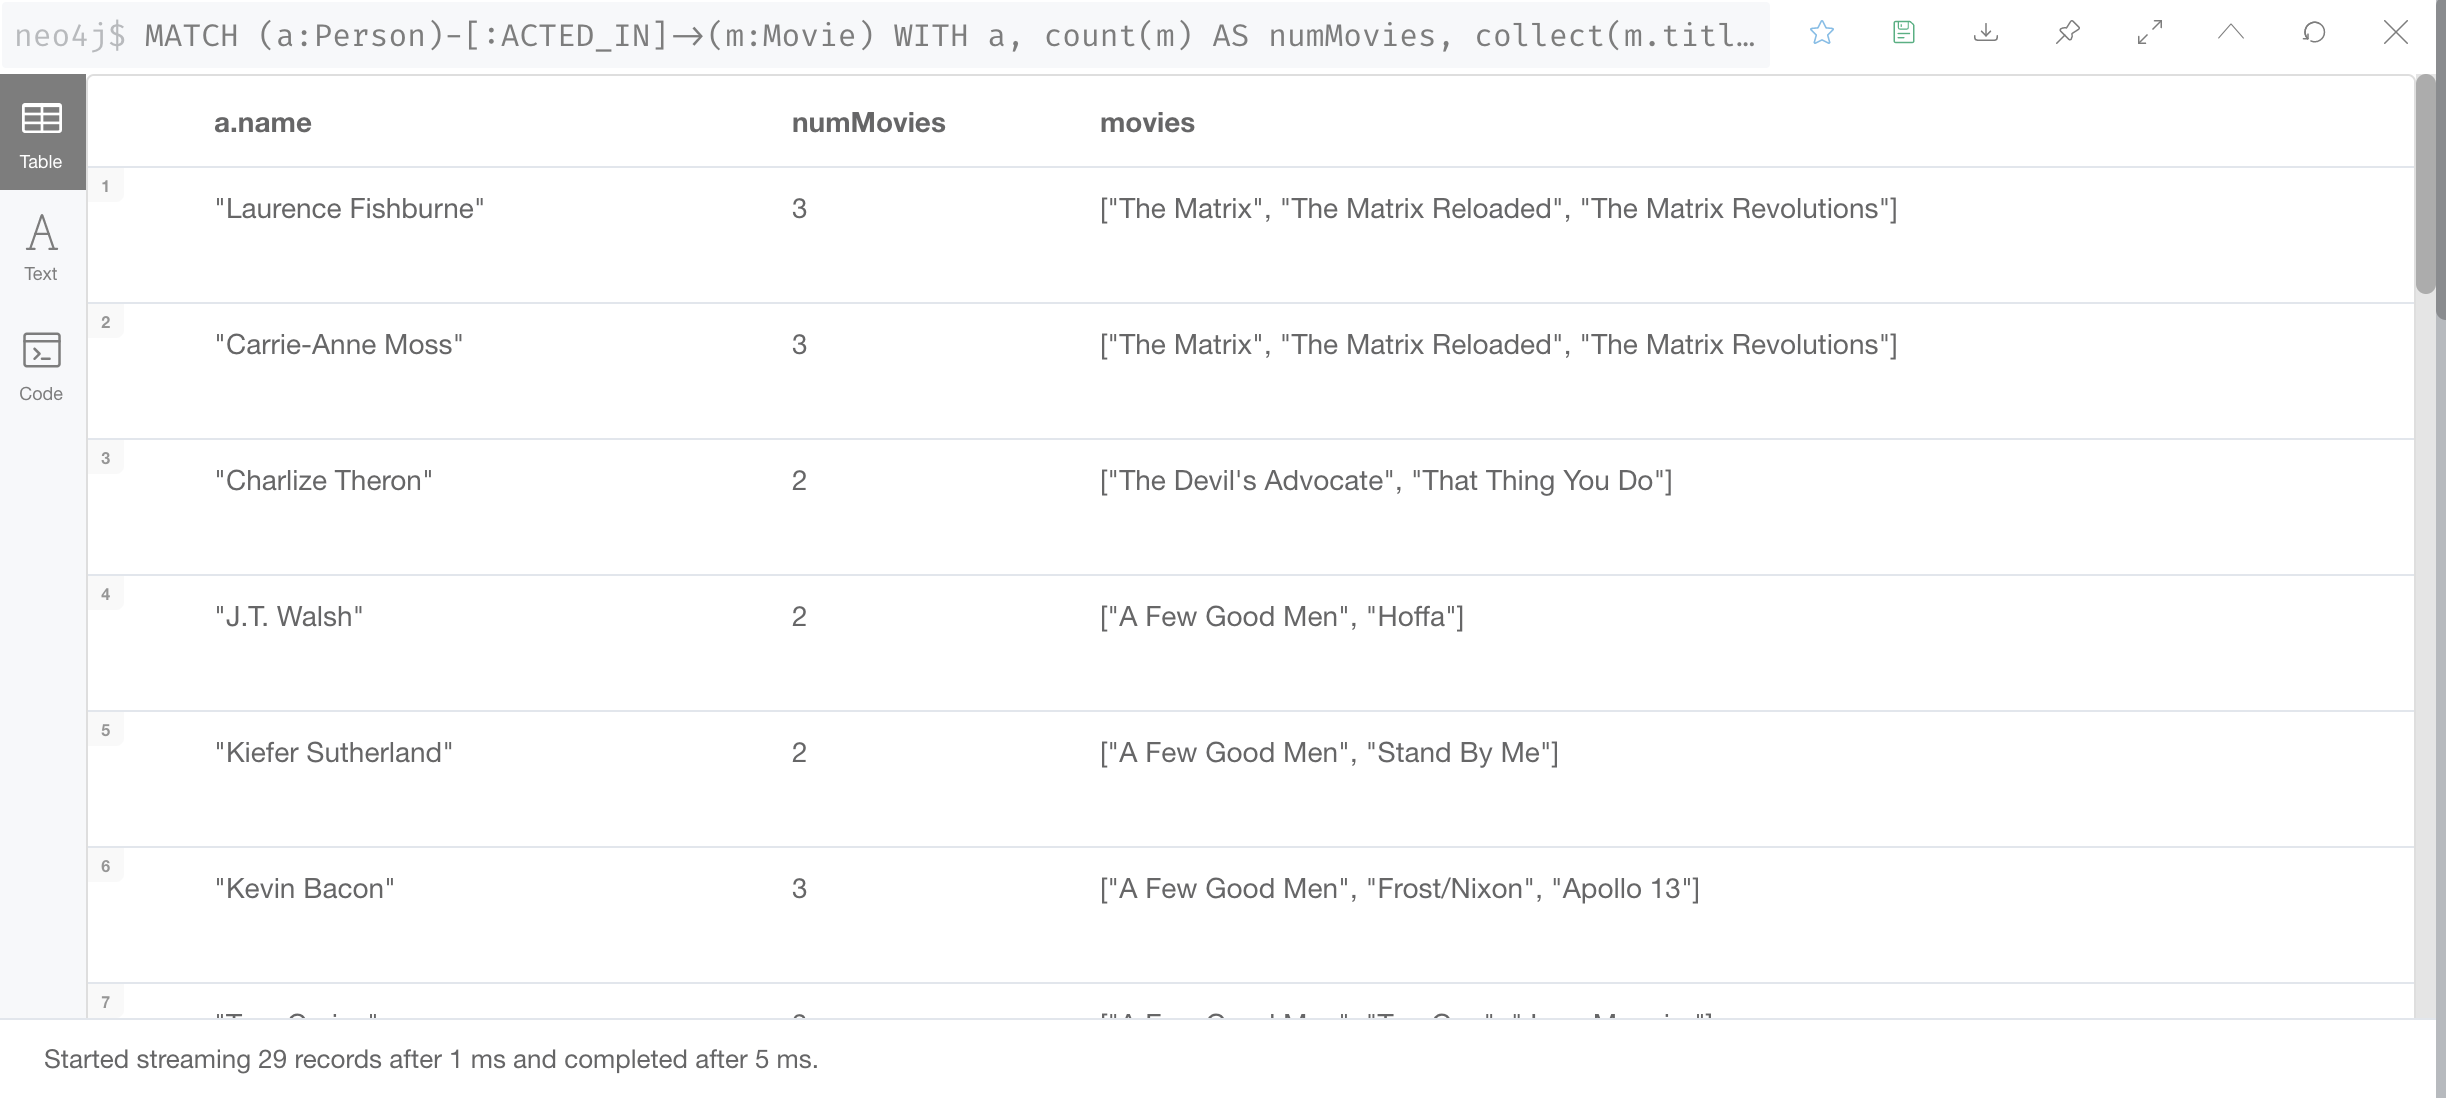 neo4j$ MATCH (a:Person)-[:ACTED_IN]→(m:Movie) WITH a, count(m) AS numMovies, collect(m.titl…
Table
Text
Code
a.name numMovies movies
1
"Laurence Fishburne" 3 ["The Matrix", "The Matrix Reloaded", "The Matrix Revolutions"]
2
"Carrie-Anne Moss" 3 ["The Matrix", "The Matrix Reloaded", "The Matrix Revolutions"]
3
"Charlize Theron" 2 ["The Devil's Advocate", "That Thing You Do"]
4
"J.T. Walsh" 2 ["A Few Good Men", "Hoffa"]
5
"Kiefer Sutherland" 2 ["A Few Good Men", "Stand By Me"]
6
"Kevin Bacon" 3 ["A Few Good Men", "Frost/Nixon", "Apollo 13"]
7
Started streaming 29 records after 1 ms and completed after 5 ms.